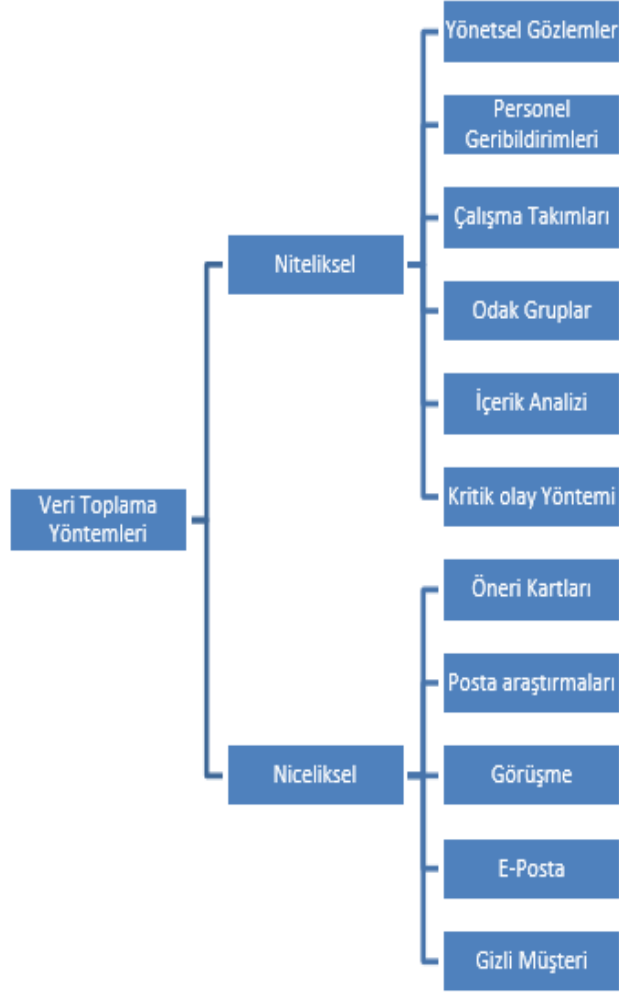 Veri Toplama
Yöntemleri
Niteliksel
Yönetsel Gözlemler
Personel
Geribildirimleri
Çalışma Takımları
Odak Gruplar
İçerik Analizi
Kritik olay Yöntemi
Niceliksel
Öneri Kartları
Posta araştırmaları
Görüşme
E-Posta
Gizli Müşteri